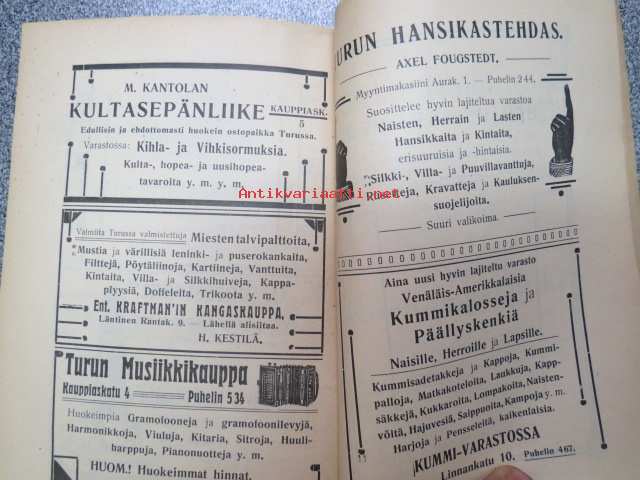 M. KANTOLAN
KULTASEPÄNLIIKE KAUPPIASK. 5
Edullisin ja ehdottomasti huokein ostopaikka Turussa.
Varastossa: Kihla- ja Vihkisormuksia.
Kulta-, hopea- ja uusihopea-
tavaroita y. m. y. m.
Valmiita Turussa valmistettuja Miesten talvipalttoita,
Mustia ja värillisiä leninki- ja puserokankaita,
Filttejä, Pöytäliinoja, Kartiineja, Vanttuita,
Kintaita, Villa- ja Silkkihuiveja, Kappa-
plyysiä, Doffeleita, Trikoota y. m.
Ent. KRAFTMAN'IN KANGASKAUPPA,
Läntinen Rantak. 9. — Lähellä alisiltaa.
H. KESTILÄ.
Turun Musiikkikauppa
Kauppiaskatu 4 Puhelin 5 34
Huokeimpia Gramofooneja ja gramofoonilevyjä,
Harmonikkoja, Viuluja, Kitaria, Sitroja, Huuli-
harppuja, Pianonuotteja y. m.
HUOM.! Huokeimmat hinnat.
TURUN HANSIKASTEHDAS.
AXEL FOUGSTEDT.
Myyntimakasiini Aurak. 1. — Puhelin 2 44.
Suosittelee hyvin lajiteltua varastoa
Naisten, Herrain ja Lasten
Hansikkaita ja Kintaita,
erisuuruisia ja -hintaisia.
Silkki-, Villa- ja Puuvillavanttuja,
Rusetteja, Kravatteja ja Kauluksen-
suojelijoita.
Suuri valikoima.
Aina uusi hyvin lajiteltu varasto
Venäläis-Amerikkalaisia
Kummikalosseja ja
Päällyskenkiä
Naisille, Herroille ja Lapsille.
Kummisadetakkeja ja Kappoja, Kummi-
palloja, Matkakoteloita, Laukkuja, Kapp-
säkkejä, Kukkaroita, Lompakoita, Naisten-
vöitä, Hajuvesiä, Saippuoita, Kampoja y. m.
Harjoja ja Pensseleitä, kaikenlaisia.
KUMMI-VARASTOSSA
Linnankatu 10. Puhelin 467.
Antikvariaatti.net